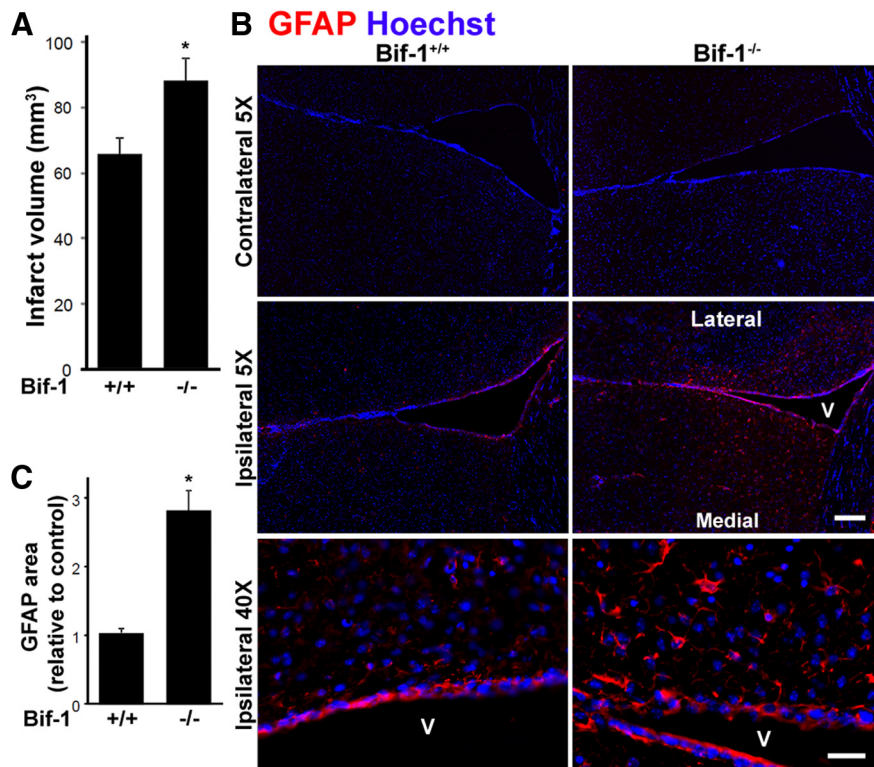 A
Infarct volume (mm³)
100
80
60
40
20
0
*
Bif-1 +/+ -/-
B
GFAP Hoechst
Bif-1+/+ Bif-1-/-
Contralateral 5X
Ipsilateral 5X
Lateral
V
Medial
Ipsilateral 40X
V
V
C
GFAP area
(relative to control)
3
2
1
0
*
Bif-1 +/+ -/-